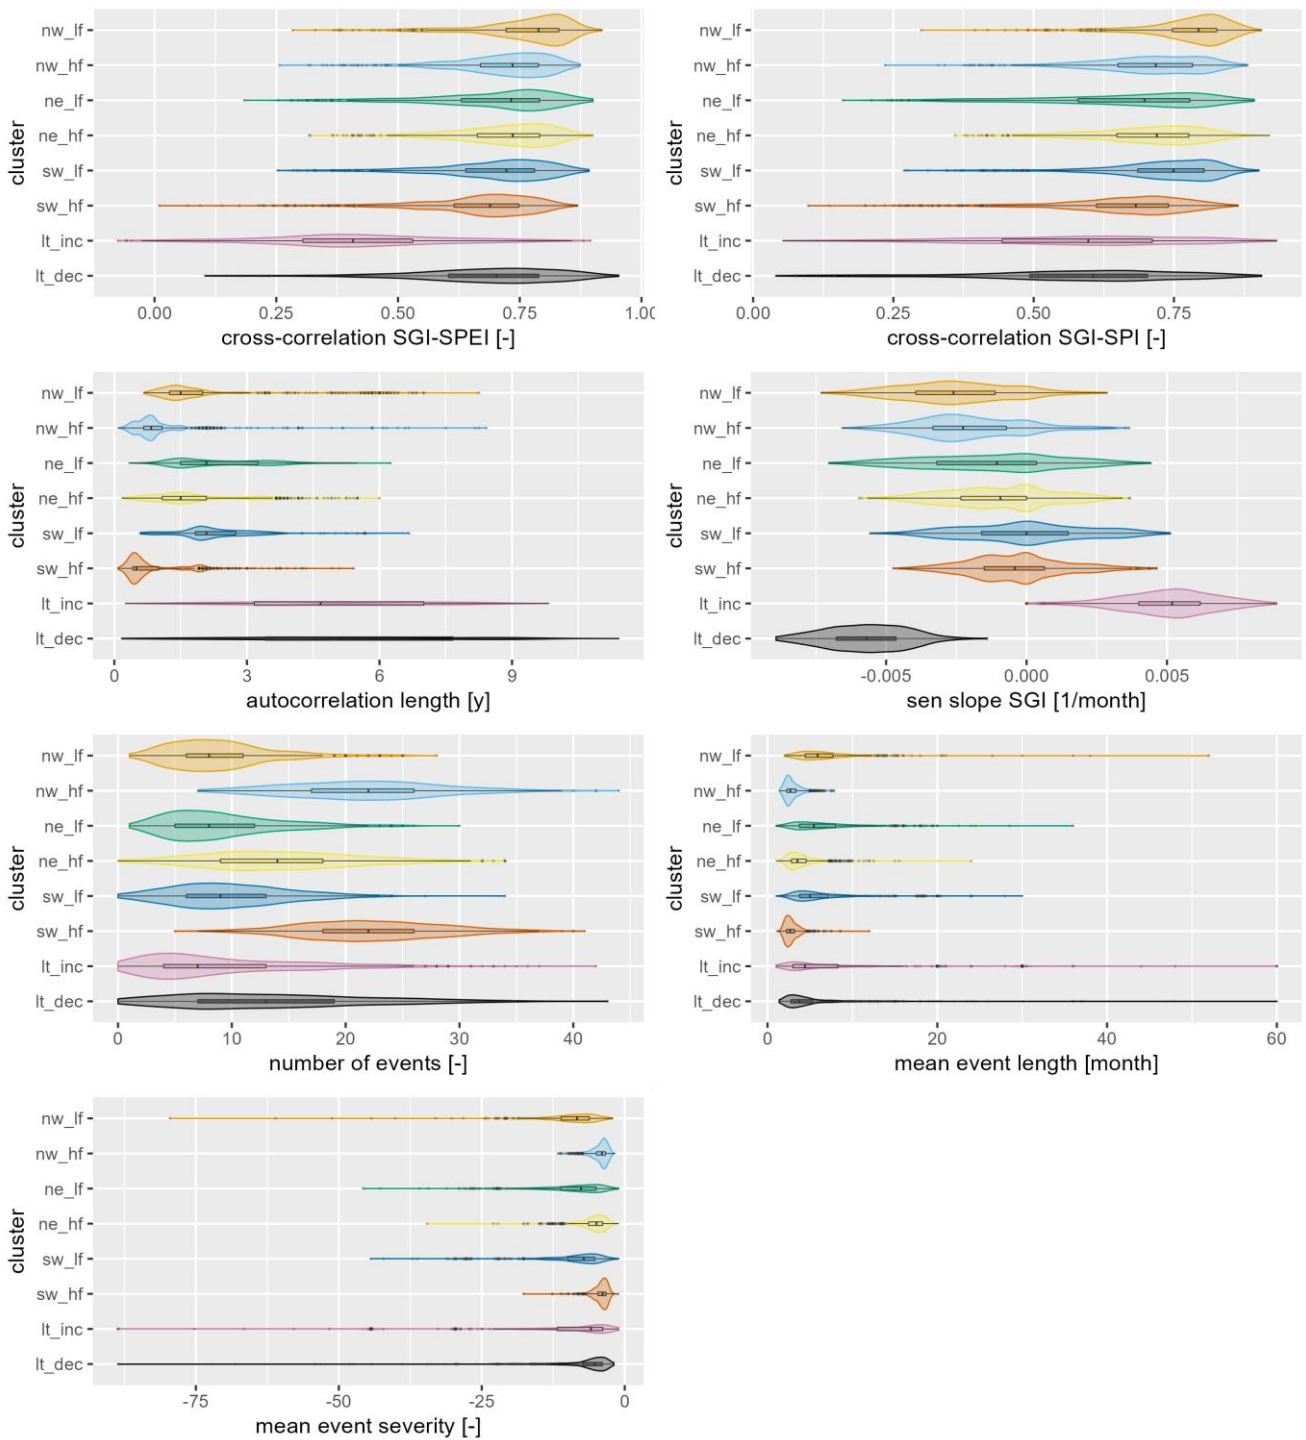 nw_lf
nw_hf
ne_lf
ne_hf
sw_lf
sw_hf
lt_inc
lt_dec
cluster
0.00 0.25 0.50 0.75 1.00
cross-correlation SGI-SPEI [-]
nw_lf
nw_hf
ne_lf
ne_hf
sw_lf
sw_hf
lt_inc
lt_dec
cluster
0.00 0.25 0.50 0.75
cross-correlation SGI-SPI [-]
nw_lf
nw_hf
ne_lf
ne_hf
sw_lf
sw_hf
lt_inc
lt_dec
cluster
0 3 6 9
autocorrelation length [y]
nw_lf
nw_hf
ne_lf
ne_hf
sw_lf
sw_hf
lt_inc
lt_dec
cluster
-0.005 0.000 0.005
sen slope SGI [1/month]
nw_lf
nw_hf
ne_lf
ne_hf
sw_lf
sw_hf
lt_inc
lt_dec
cluster
0 10 20 30 40
number of events [-]
nw_lf
nw_hf
ne_lf
ne_hf
sw_lf
sw_hf
lt_inc
lt_dec
cluster
0 20 40 60
mean event length [month]
nw_lf
nw_hf
ne_lf
ne_hf
sw_lf
sw_hf
lt_inc
lt_dec
cluster
-75 -50 -25 0
mean event severity [-]